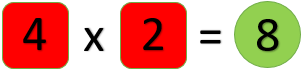 4 x 2 = 8